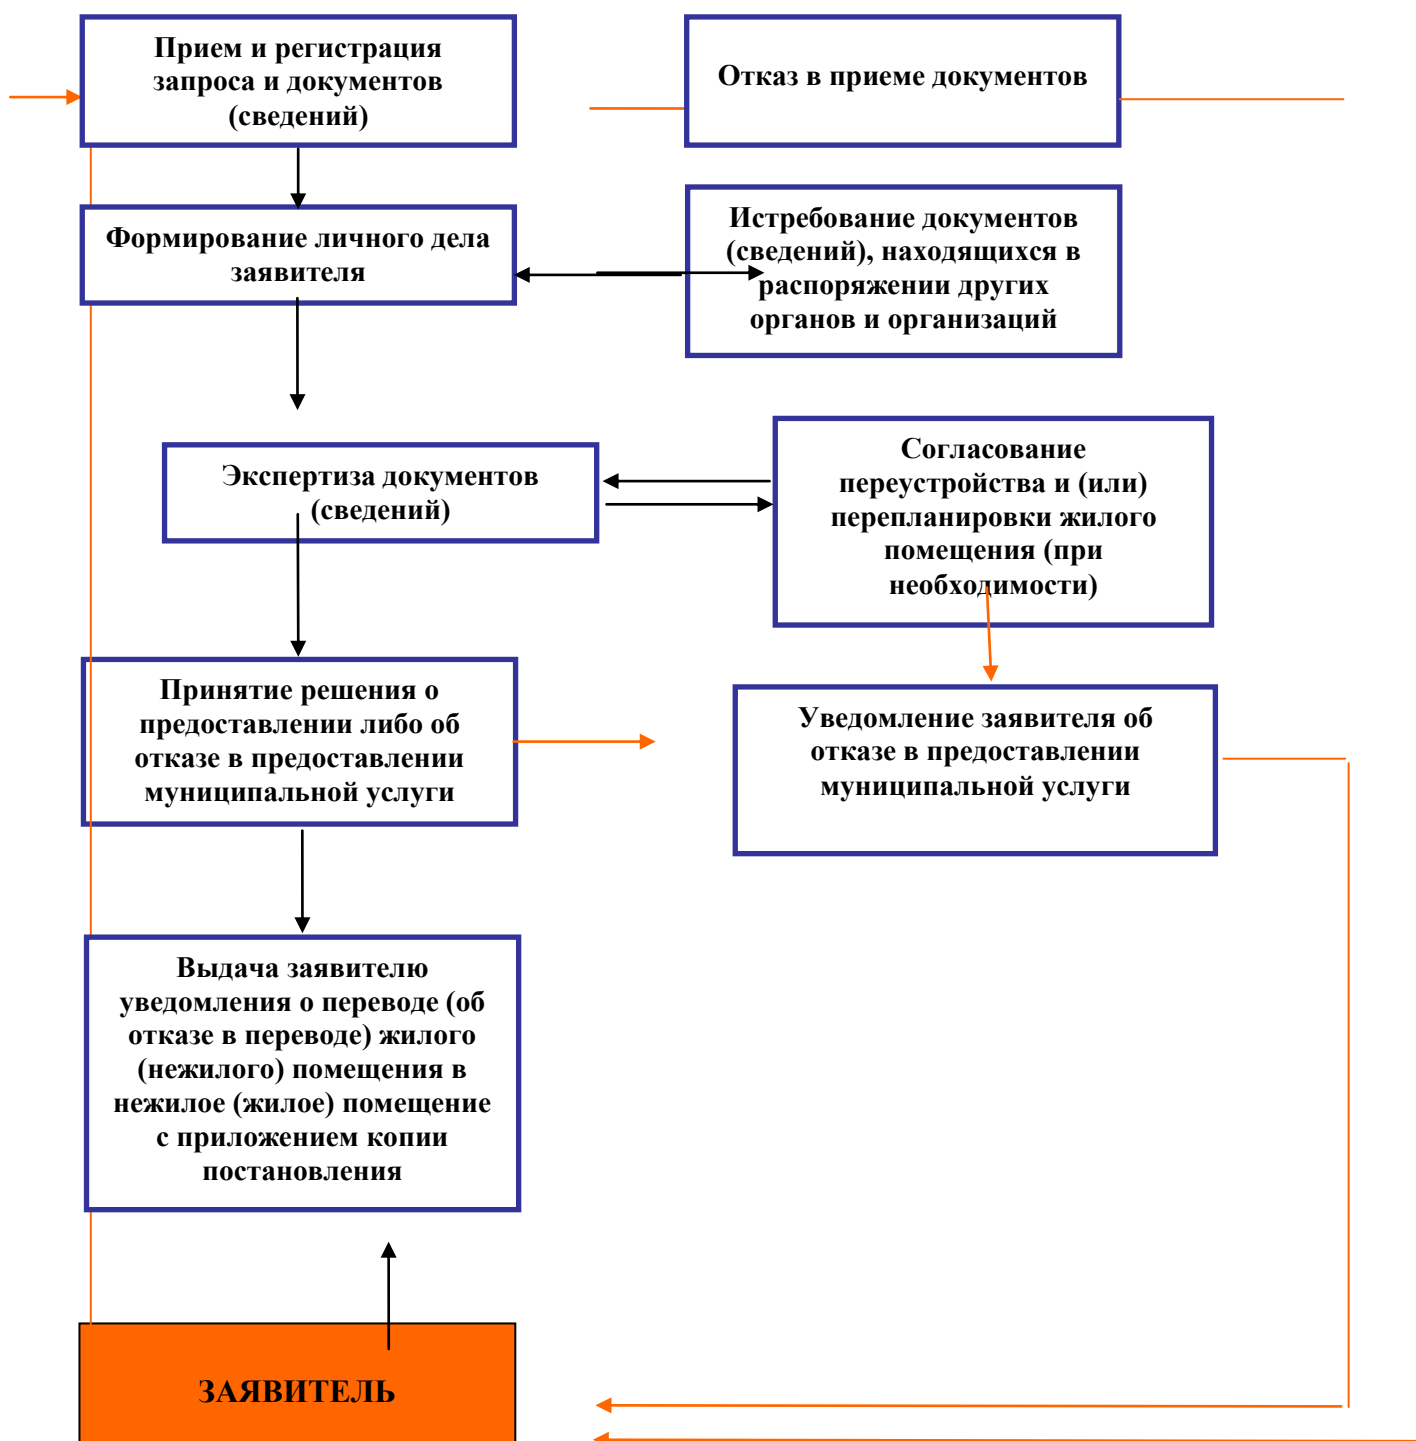 Прием и регистрация
запроса и документов
(сведений)
Отказ в приеме документов
Формирование личного дела
заявителя
Истребование документов
(сведений), находящихся в
распоряжении других
органов и организаций
Экспертиза документов
(сведений)
Согласование
переустройства и (или)
перепланировки жилого
помещения (при
необходимости)
Принятие решения о
предоставлении либо об
отказе в предоставлении
муниципальной услуги
Уведомление заявителя об
отказе в предоставлении
муниципальной услуги
Выдача заявителю
уведомления о переводе (об
отказе в переводе) жилого
(нежилого) помещения в
нежилое (жилое) помещение
с приложением копии
постановления
ЗАЯВИТЕЛЬ